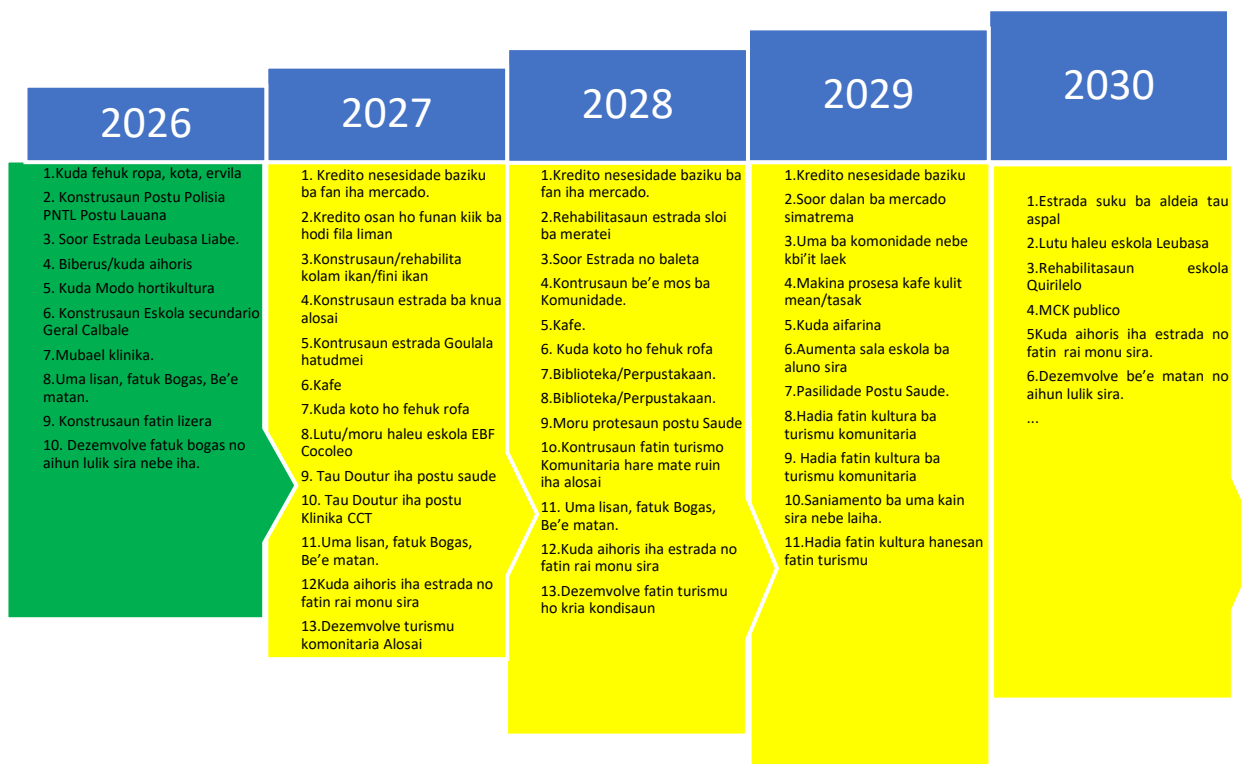 2026
1.Kuda fehuk ropa, kota, ervila
2. Konstrusaun Postu Polisia
PNTL Postu Lauana
3. Soor Estrada Leubasa Liabe.
4. Biberus/kuda aihoris
5. Kuda Modo hortikultura
6. Konstrusaun Eskola secundario
Geral Calbale
7.Mubael klinika.
8.Uma lisan, fatuk Bogas, Be’e
matan.
9. Konstrusaun fatin lizera
10. Dezemvolve fatuk bogas no
aihun lulik sira nebe iha.
2027
1. Kredito nesesidade baziku
ba fan iha mercado.
2.Kredito osan ho funan kiik ba
hodi fila liman
3.Konstrusaun/rehabilita
kolam ikan/fini ikan
4.Konstrusaun estrada ba knua
alosai
5.Kontrusaun estrada Goulala
hatudmei
6.Kafe
7.Kuda koto ho fehuk rofa
8.Lutu/moru haleu eskola EBF
Cocoleo
9. Tau Doutur iha postu saude
10. Tau Doutur iha postu
Klinika CCT
11.Uma lisan, fatuk Bogas,
Be’e matan.
12Kuda aihoris iha estrada no
fatin rai monu sira
13.Dezemvolve turismu
komonitaria Alosai
2028
1.Kredito nesesidade baziku ba
fan iha mercado.
2.Rehabilitasaun estrada sloi
ba meratei
3.Soor Estrada no baleta
4.Kontrusaun be’e mos ba
Komunidade.
5.Kafe.
6. Kuda koto ho fehuk rofa
7.Biblioteka/Perpustakaan.
8.Biblioteka/Perpustakaan.
9.Moru protesaun postu Saude
1o.Kontrusaun fatin turismo
Komunitaria hare mate ruin
iha alosai
11. Uma lisan, fatuk Bogas,
Be’e matan.
12.Kuda aihoris iha estrada no
fatin rai monu sira
13.Dezemvolve fatin turismu
ho kria kondisaun
2029
1.Kredito nesesidade baziku
2.Soor dalan ba mercado
simatrema
3.Uma ba komonidade nebe
kbi’it laek
4.Makina prosesa kafe kulit
mean/tasak
5.Kuda aifarina
6.Aumenta sala eskola ba
aluno sira
7.Pasilidade Postu Saude.
8.Hadia fatin kultura ba
turismu komunitaria
9. Hadia fatin kultura ba
turismu komunitaria
10.Saniamento ba uma kain
sira nebe laiha.
11.Hadia fatin kultura hanesan
fatin turismu
2030
1.Estrada suku ba aldeia tau
aspal
2.Lutu haleu eskola Leubasa
3.Rehabilitasaun eskola
Quirilelo
4.MCK publico
5Kuda aihoris iha estrada no
fatin rai monu sira.
6.Dezemvolve be’e matan no
aihun lulik sira.
...